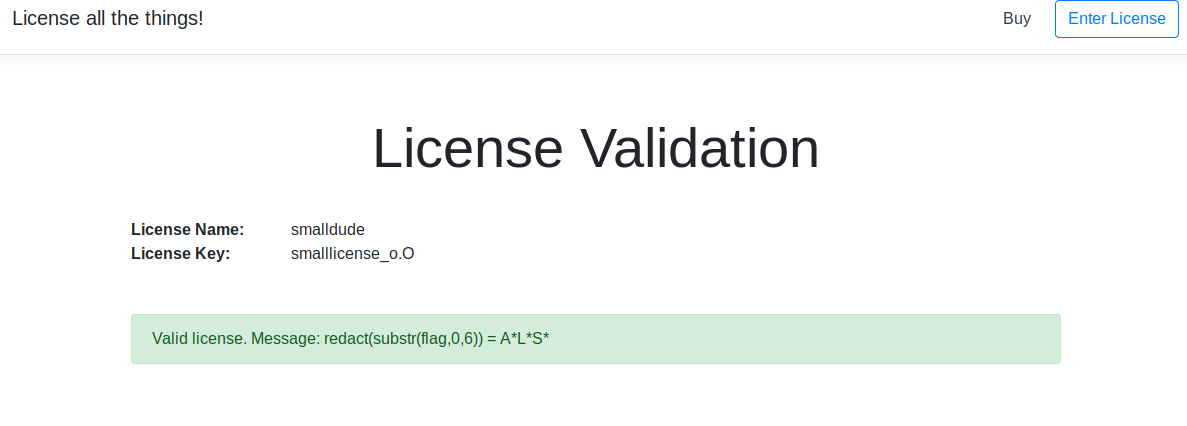 License all the things!
Buy
Enter License
License Validation
License Name: smalldude
License Key: smalllicense_o.O
Valid license. Message: redact(substr(flag,0,6)) = A*L*S*